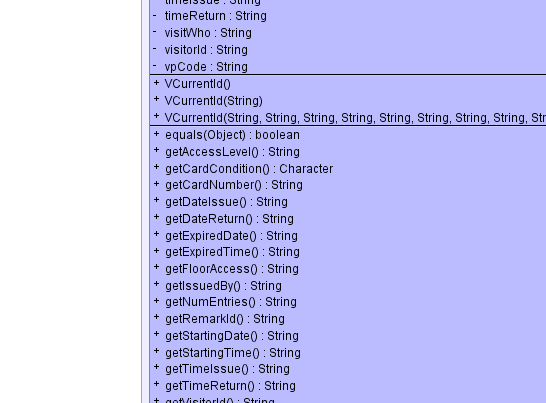 timeIssue : String
- timeReturn : String
- visitWho : String
- visitorId : String
- vpCode : String
+ VCurrentId()
+ VCurrentId(String)
+ VCurrentId(String, String, String, String, String, String, String, Str
+ equals(Object) : boolean
+ getAccessLevel() : String
+ getCardCondition() : Character
+ getCardNumber() : String
+ getDateIssue() : String
+ getDateReturn() : String
+ getExpiredDate() : String
+ getExpiredTime() : String
+ getFloorAccess() : String
+ getIssuedBy() : String
+ getNumEntries() : String
+ getRemarkId() : String
+ getStartingDate() : String
+ getStartingTime() : String
+ getTimeIssue() : String
+ getTimeReturn() : String
+ getVisitorId() : String